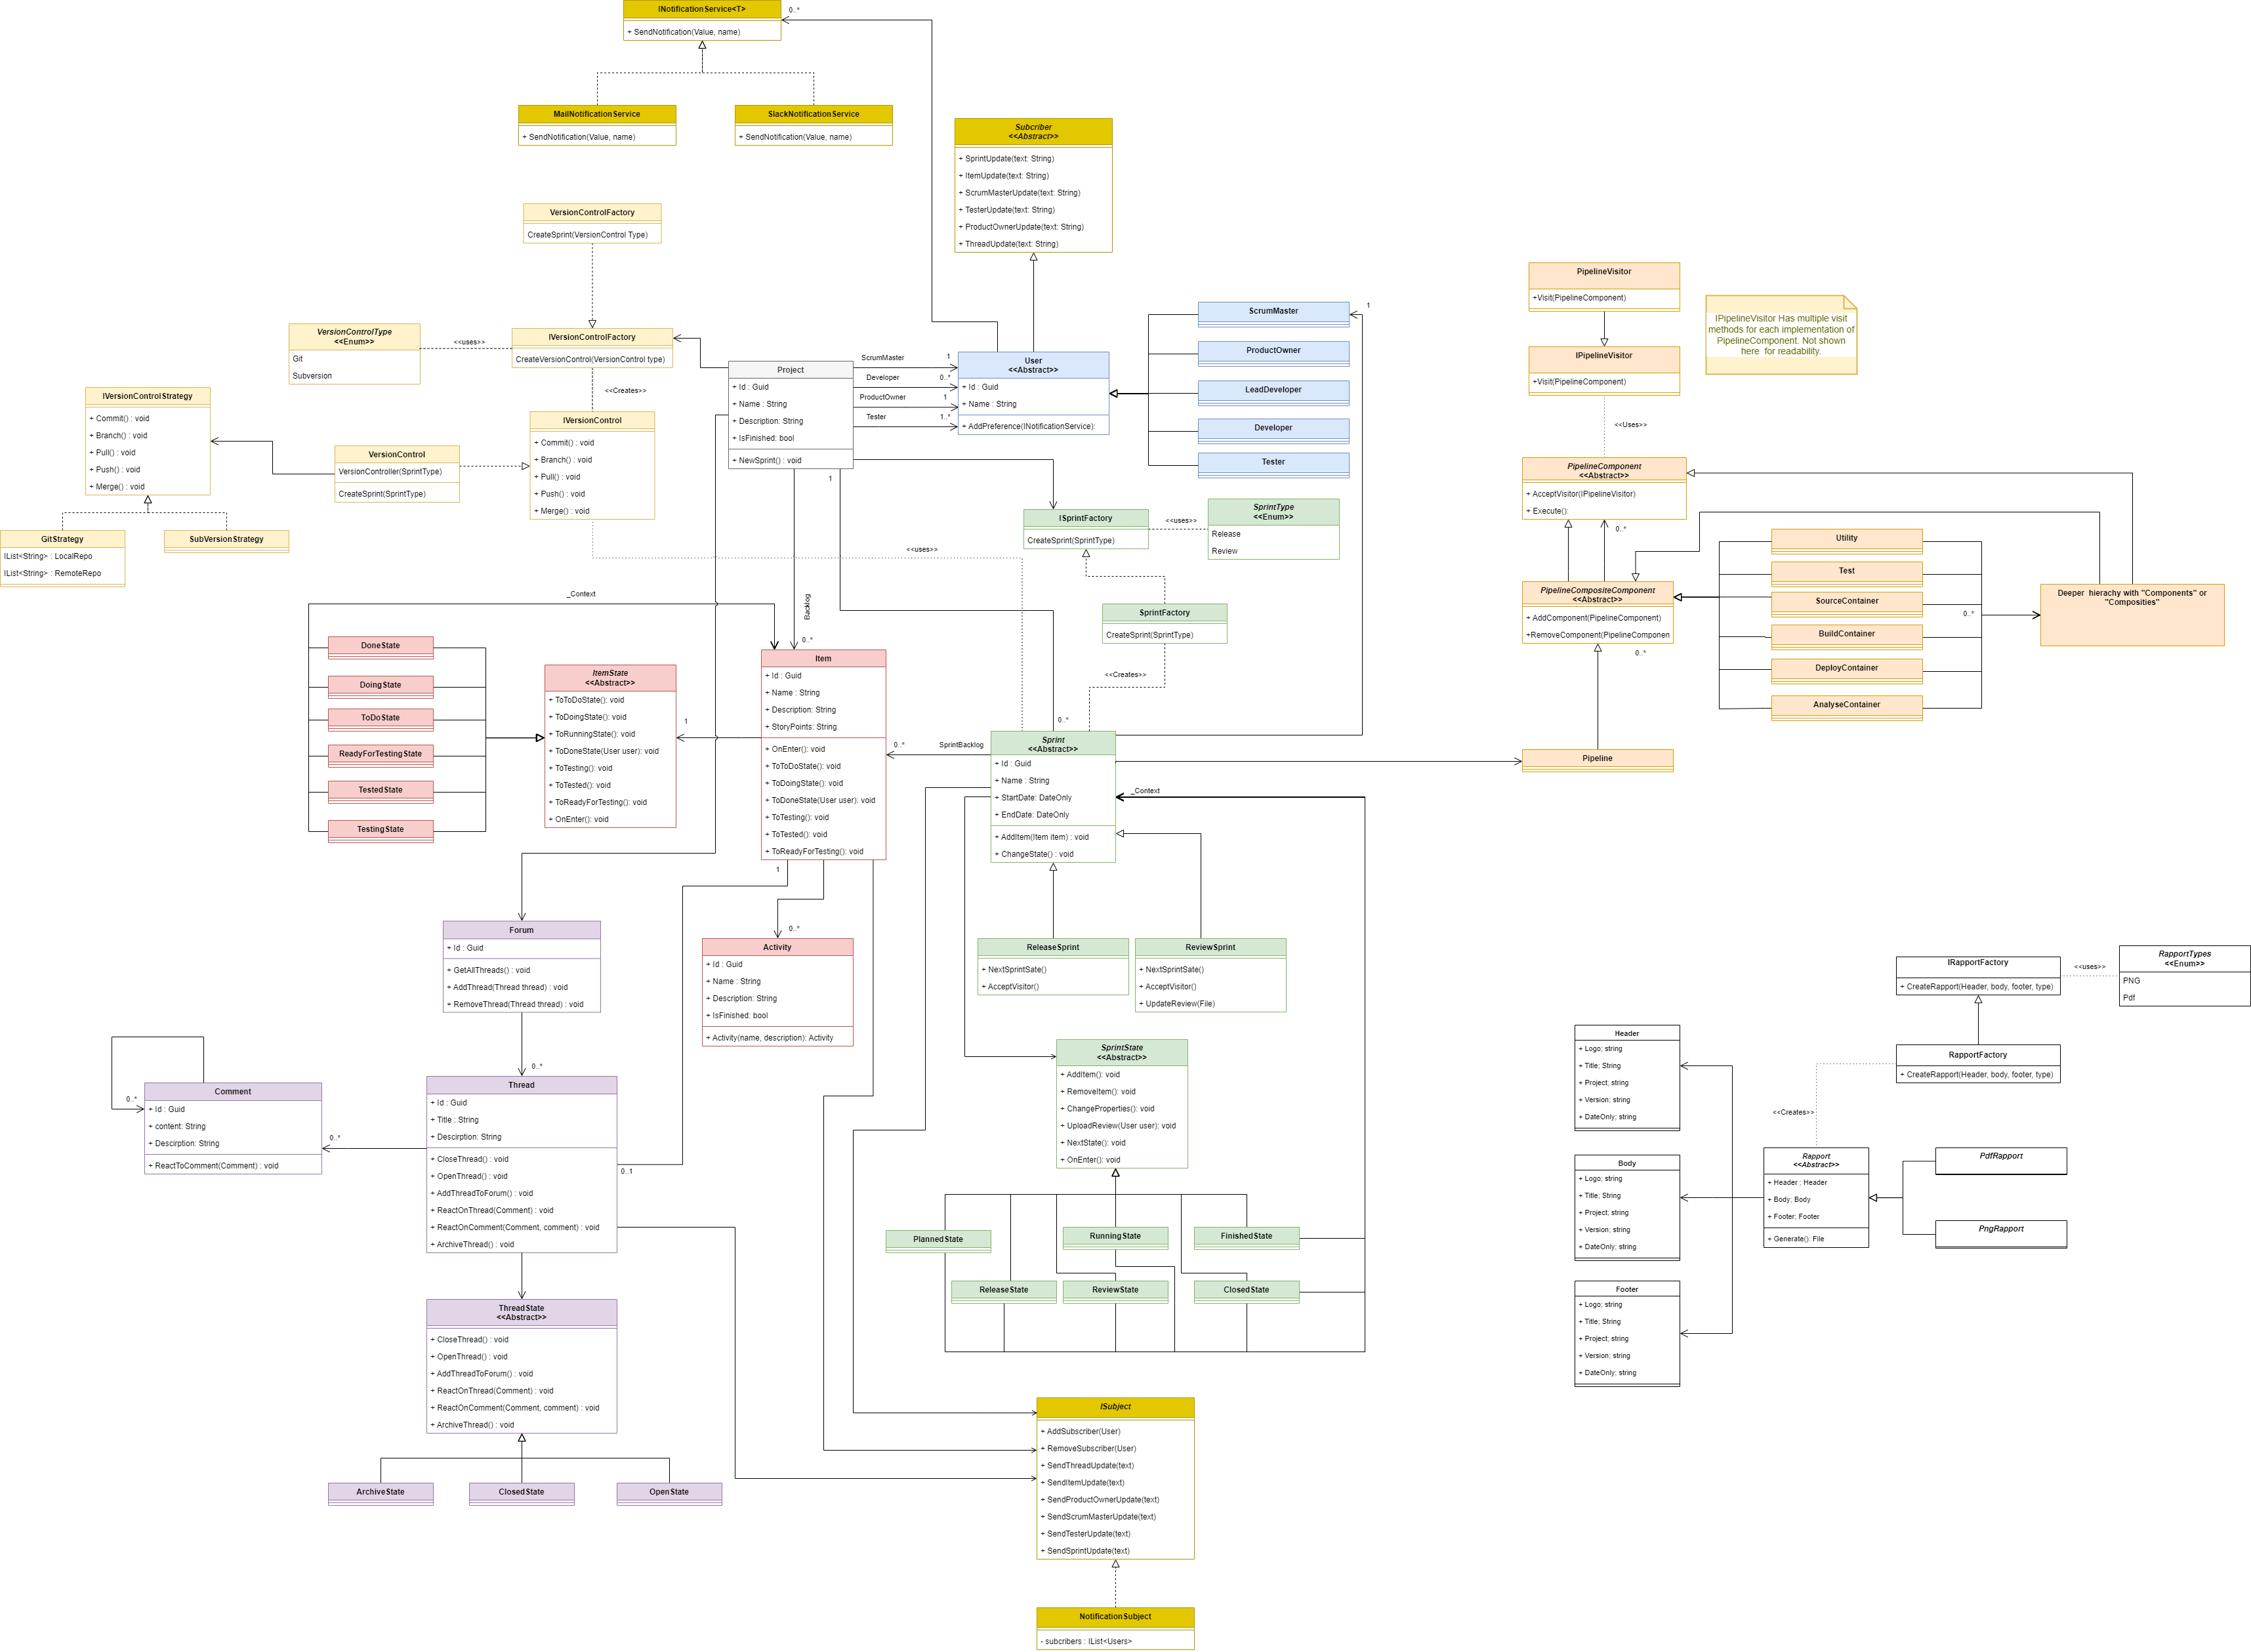 INotificationService<T>
+ SendNotification(Value, name)
0..*
MailNotificationService
+ SendNotification(Value, name)
SlackNotificationService
+ SendNotification(Value, name)
Subcriber
<<Abstract>>
+ SprintUpdate(text: String)
+ ItemUpdate(text: String)
+ ScrumMasterUpdate(text: String)
+ TesterUpdate(text: String)
+ ProductOwnerUpdate(text: String)
+ ThreadUpdate(text: String)
VersionControlFactory
CreateSprint(VersionControl Type)
VersionControlType
<<Enum>>
Git
Subversion
<<uses>>
IVersionControlFactory
CreateVersionControl(VersionControl type)
<<Creates>>
IVersionControlStrategy
+ Commit() : void
+ Branch() : void
+ Pull() : void
+ Push() : void
+ Merge() : void
VersionControl
VersionController(SprintType)
CreateSprint(SprintType)
IVersionControl
+ Commit() : void
+ Branch() : void
+ Pull() : void
+ Push() : void
+ Merge() : void
GitStrategy
IList<String> : LocalRepo
IList<String> : RemoteRepo
SubVersionStrategy
<<uses>>
Project
+ Id : Guid
+ Name : String
+ Description: String
+ IsFinished: bool
+ NewSprint() : void
ScrumMaster
1
Developer
0..*
ProductOwner
1
Tester
1..*
User
<<Abstract>>
+ Id : Guid
+ Name : String
+ AddPreference(INotificationService):
ScrumMaster
1
ProductOwner
LeadDeveloper
Developer
Tester
1
ISprintFactory
CreateSprint(SprintType)
<<uses>>
SprintType
<<Enum>>
Release
Review
SprintFactory
CreateSprint(SprintType)
<<Creates>>
PipelineVisitor
+Visit(PipelineComponent)
IPipelineVisitor Has multiple visit
methods for each implementation of
PipelineComponent. Not shown
here for readability.
IPipelineVisitor
+Visit(PipelineComponent)
<<Uses>>
PipelineComponent
<<Abstract>>
+ AcceptVisitor(IPipelineVisitor)
+ Execute():
0..*
PipelineCompositeComponent
<<Abstract>>
+ AddComponent(PipelineComponent)
+RemoveComponent(PipelineComponen
0..*
Utility
Test
SourceContainer
BuildContainer
DeployContainer
AnalyseContainer
0..*
Deeper hierachy with "Components" or
"Composities"
Pipeline
_Context
Backlog
0..*
DoneState
DoingState
ToDoState
ReadyForTestingState
TestedState
TestingState
ItemState
<<Abstract>>
+ ToToDoState(): void
+ ToDoingState(): void
+ ToRunningState(): void
+ ToDoneState(User user): void
+ ToTesting(): void
+ ToTested(): void
+ ToReadyForTesting(): void
+ OnEnter(): void
1
Item
+ Id : Guid
+ Name : String
+ Description: String
+ StoryPoints: String
+ OnEnter(): void
+ ToToDoState(): void
+ ToDoingState(): void
+ ToDoneState(User user): void
+ ToTesting(): void
+ ToTested(): void
+ ToReadyForTesting(): void
0..*
SprintBacklog
0..*
Sprint
<<Abstract>>
+ Id : Guid
+ Name : String
+ StartDate: DateOnly
+ EndDate: DateOnly
+ AddItem(Item item) : void
+ ChangeState() : void
_Context
1
0..*
Forum
+ Id : Guid
+ GetAllThreads() : void
+ AddThread(Thread thread) : void
+ RemoveThread(Thread thread) : void
Activity
+ Id : Guid
+ Name : String
+ Description: String
+ IsFinished: bool
+ Activity(name, description): Activity
ReleaseSprint
+ NextSprintSate()
+ AcceptVisitor()
ReviewSprint
+ NextSprintSate()
+ AcceptVisitor()
+ UpdateReview(File)
0..*
Comment
+ Id : Guid
+ content: String
+ Descirption: String
+ ReactToComment(Comment) : void
0..*
0..*
Thread
+ Id : Guid
+ Title : String
+ Descirption: String
+ CloseThread() : void
+ OpenThread() : void
+ AddThreadToForum() : void
+ ReactOnThread(Comment) : void
+ ReactOnComment(Comment, comment) : void
+ ArchiveThread() : void
0..1
SprintState
<<Abstract>>
+ AddItem(): void
+ RemoveItem(): void
+ ChangeProperties(): void
+ UploadReview(User user): void
+ NextState(): void
+ OnEnter(): void
PlannedState
RunningState
FinishedState
ReleaseState
ReviewState
ClosedState
ThreadState
<<Abstract>>
+ CloseThread() : void
+ OpenThread() : void
+ AddThreadToForum() : void
+ ReactOnThread(Comment) : void
+ ReactOnComment(Comment, comment) : void
+ ArchiveThread() : void
ArchiveState
ClosedState
OpenState
ISubject
+ AddSubscriber(User)
+ RemoveSubscriber(User)
+ SendThreadUpdate(text)
+ SendItemUpdate(text)
+ SendProductOwnerUpdate(text)
+ SendScrumMasterUpdate(text)
+ SendTesterUpdate(text)
+ SendSprintUpdate(text)
NotificationSubject
- subcribers : IList<Users>
IRapportFactory
+ CreateRapport(Header, body, footer, type)
<<uses>>
RapportTypes
<<Enum>>
PNG
Pdf
RapportFactory
+ CreateRapport(Header, body, footer, type)
<<Creates>>
Header
+ Logo; string
+ Title; String
+ Project; string
+ Version; string
+ DateOnly; string
Body
+ Logo; string
+ Title; String
+ Project; string
+ Version; string
+ DateOnly; string
Footer
+ Logo; string
+ Title; String
+ Project; string
+ Version; string
+ DateOnly; string
Rapport
<<Abstract>>
+ Header ; Header
+ Body; Body
+ Footer; Footer
+ Generate(): File
PdfRapport
PngRapport